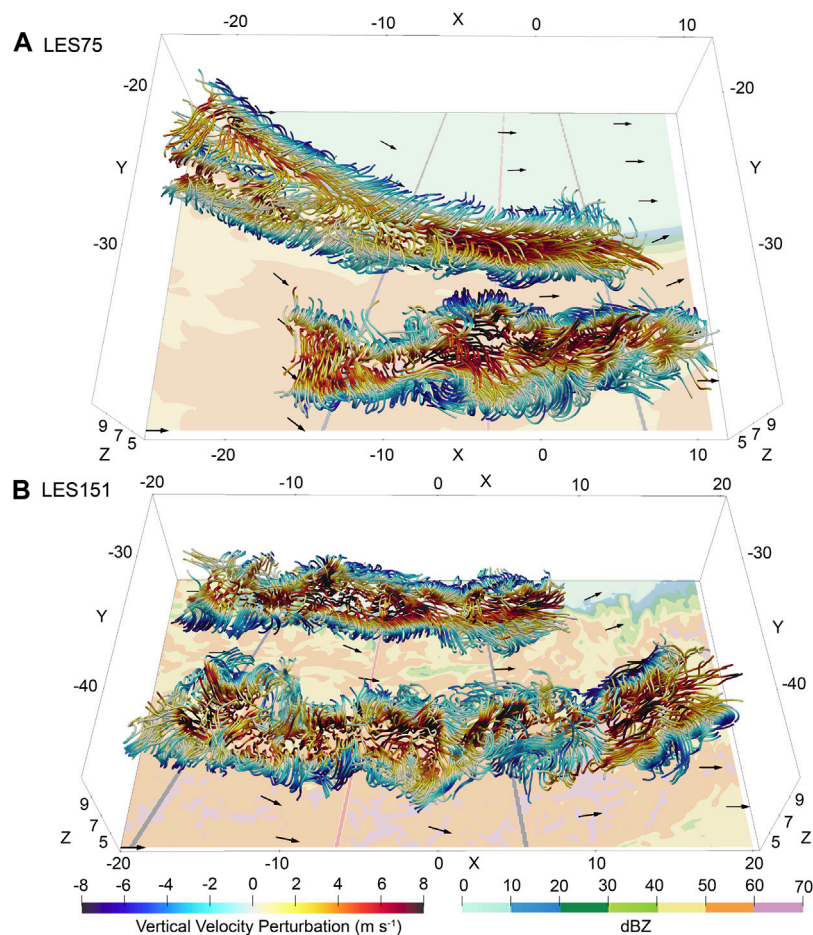 A LES75
-20 -10 X 0 10
-20 -20
Y Y
-30 -30
9 7 5 Z 5 7 9 Z
-20 -10 X 0 10
B LES151
-20 -10 0 X 10 20
-30 -30
Y Y
-40 -40
9 7 5 Z 9 7 5 Z
-20 -10 0 X 10 20
-8 -6 -4 -2 0 2 4 6 8 0 10 20 30 40 50 60 70
Vertical Velocity Perturbation (m s⁻¹) dBZ